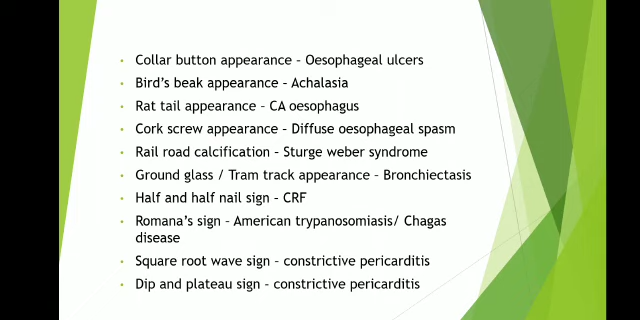 • Collar button appearance – Oesophageal ulcers
• Bird's beak appearance – Achalasia
• Rat tail appearance – CA oesophagus
• Cork screw appearance – Diffuse oesophageal spasm
• Rail road calcification – Sturge weber syndrome
• Ground glass / Tram track appearance – Bronchiectasis
• Half and half nail sign – CRF
• Romana's sign – American trypanosomiasis/ Chagas
disease
• Square root wave sign – constrictive pericarditis
• Dip and plateau sign – constrictive pericarditis